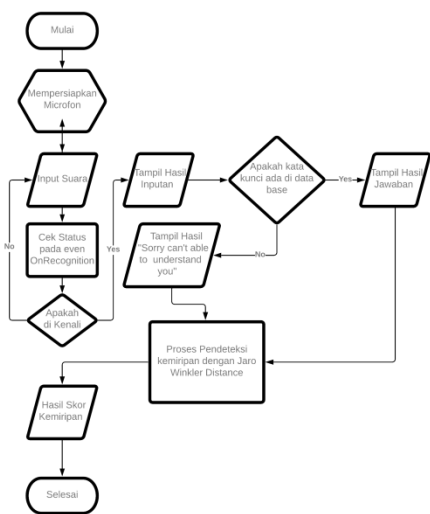 Mulai
Mempersiapkan
Microfon
Input Suara
No
Cek Status
pada even
OnRecognition
Yes
Apakah
di Kenali
Tampil Hasil
Inputan
Apakah kata
kunci ada di data
base
Yes
Tampil Hasil
Jawaban
No
Tampil Hasil
"Sorry can't able
to understand
you"
Proses Pendeteksi
kemiripan dengan Jaro
Winkler Distance
Hasil Skor
Kemiripan
Selesai